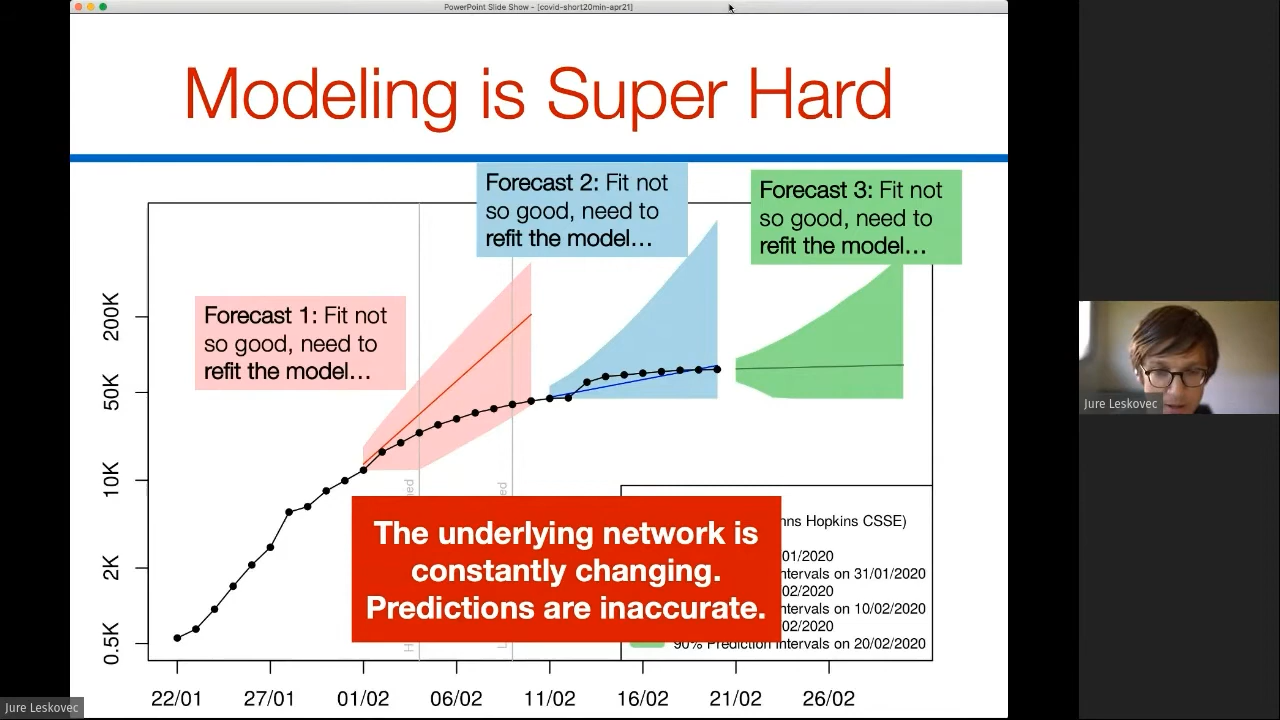 PowerPoint Slide Show - [covid-short20min-apr21]
Modeling is Super Hard
Forecast 1: Fit not
so good, need to
refit the model…
Forecast 2: Fit not
so good, need to
refit the model…
Forecast 3: Fit not
so good, need to
refit the model…
200K
50K
10K
2K
0.5K
The underlying network is
constantly changing.
Predictions are inaccurate.
Hopkins CSSE)
01/2020
on 31/01/2020
02/2020
on 10/02/2020
02/2020
90% Prediction Intervals on 20/02/2020
22/01 27/01 01/02 06/02 11/02 16/02 21/02 26/02
Jure Leskovec
Jure Leskovec